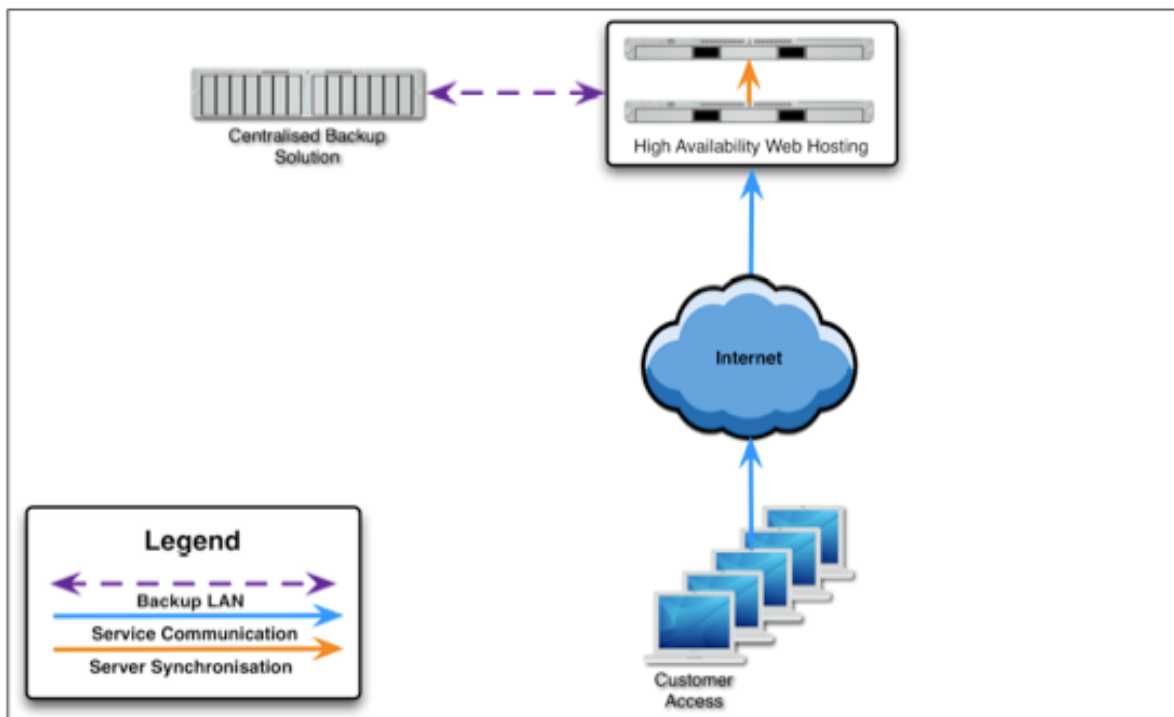 Centralised Backup
Solution
High Availability Web Hosting
Internet
Legend
Backup LAN
Service Communication
Server Synchronisation
Customer
Access